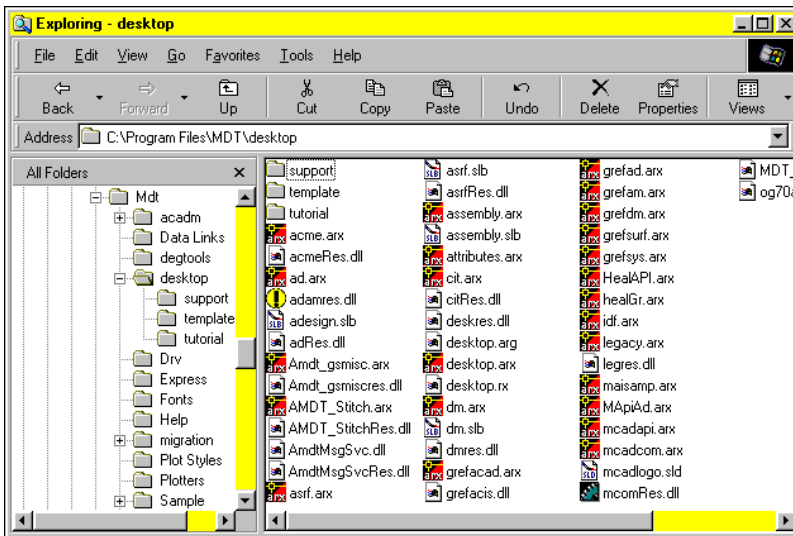 Exploring - desktop
File Edit View Go Favorites Tools Help
Back Forward Up Cut Copy Paste Undo Delete Properties Views
Address C:\Program Files\MDT\desktop
All Folders
Mdt
acadm
Data Links
degtools
desktop
support
template
tutorial
Drv
Express
Fonts
Help
migration
Plot Styles
Plotters
Sample
support
template
tutorial
acme.arx
acmeRes.dll
ad.arx
adamres.dll
adesign.slb
adRes.dll
Amdt_gsmisc.arx
Amdt_gsmiscres.dll
AMDT_Stitch.arx
AMDT_StitchRes.dll
AmdtMsgSvc.dll
AmdtMsgSvcRes.dll
asrf.arx
asrf.slb
asrfRes.dll
assembly.arx
assembly.slb
attributes.arx
cit.arx
citRes.dll
deskres.dll
desktop.arg
desktop.arx
desktop.rx
dm.arx
dm.slb
dmres.dll
grefacad.arx
grefacis.dll
grefad.arx
grefam.arx
grefdm.arx
grefsurf.arx
grefsys.arx
HealAPI.arx
healGr.arx
idf.arx
legacy.arx
legres.dll
maisamp.arx
MApiAd.arx
mcadapi.arx
mcadcom.arx
mcadlogo.sld
mcomRes.dll
MDT_
og70a